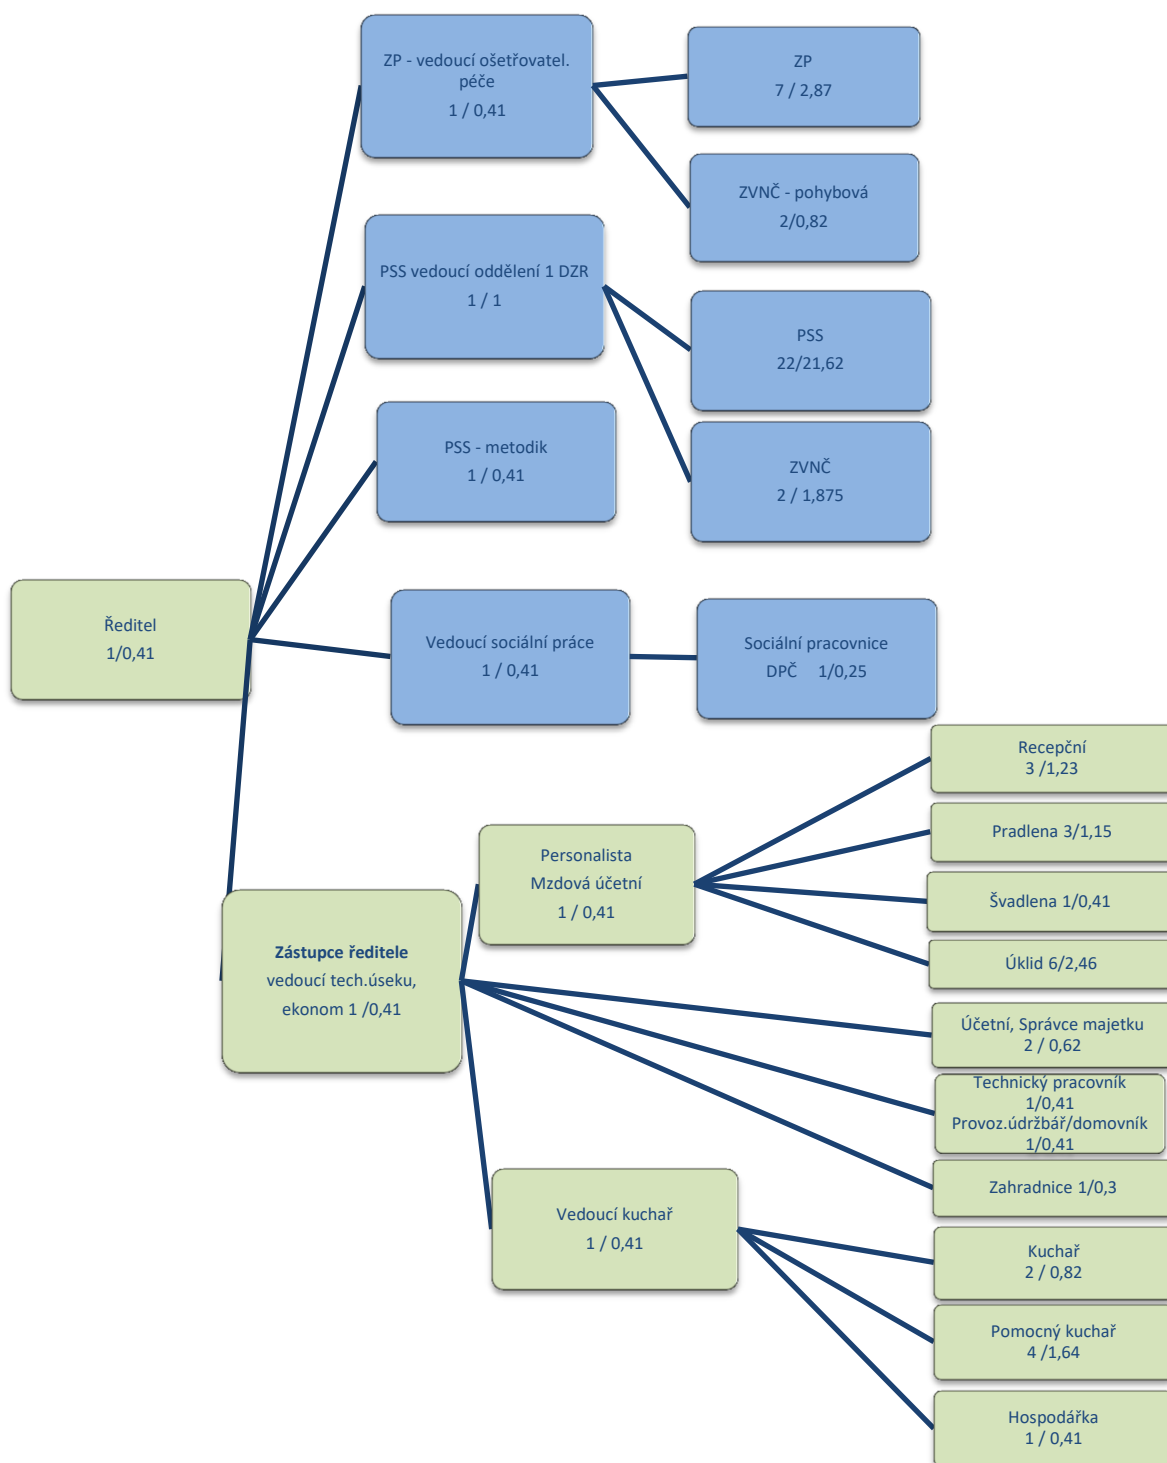 ZP - vedoucí ošetřovatel.
péče
1 / 0,41
ZP
7 / 2,87
ZVNČ - pohybová
2/0,82
PSS vedoucí oddělení 1 DZR
1 / 1
PSS
22/21,62
ZVNČ
2 / 1,875
PSS - metodik
1 / 0,41
Ředitel
1/0,41
Vedoucí sociální práce
1 / 0,41
Sociální pracovnice
DPČ 1/0,25
Zástupce ředitele
vedoucí tech.úseku,
ekonom 1 /0,41
Personalista
Mzdová účetní
1 / 0,41
Recepční
3 /1,23
Pradlena 3/1,15
Švadlena 1/0,41
Úklid 6/2,46
Účetní, Správce majetku
2 / 0,62
Technický pracovník
1/0,41
Provoz.údržbář/domovník
1/0,41
Zahradnice 1/0,3
Vedoucí kuchař
1 / 0,41
Kuchař
2 / 0,82
Pomocný kuchař
4 /1,64
Hospodářka
1 / 0,41